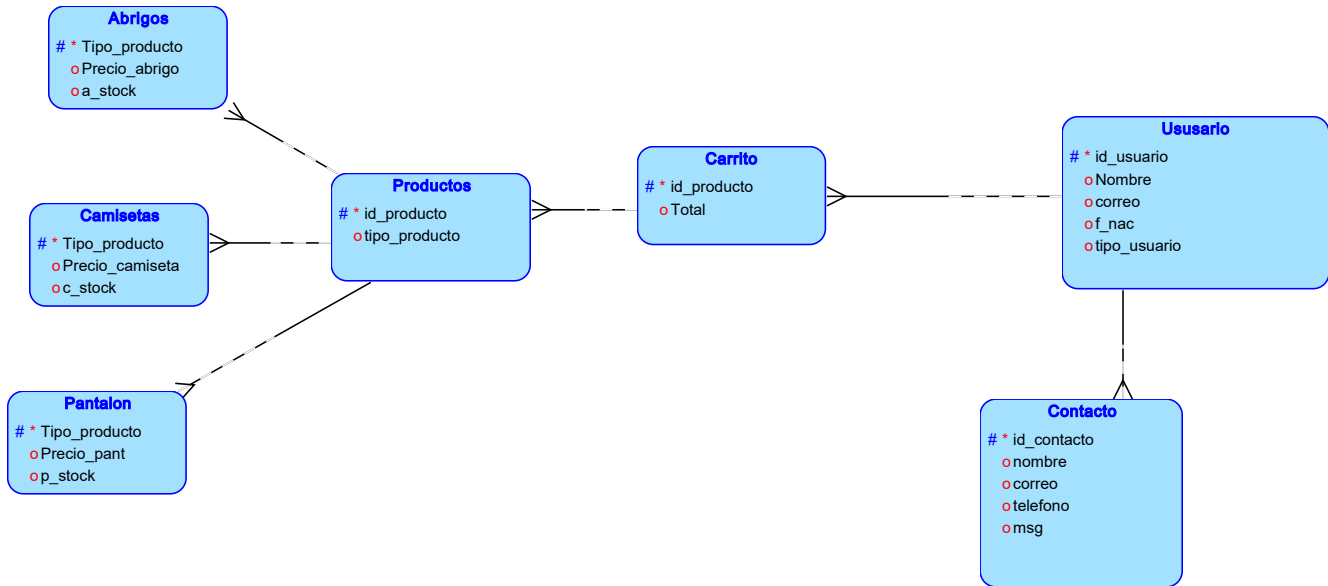 Abrigos
# * Tipo_producto
o Precio_abrigo
o a_stock
Camisetas
# * Tipo_producto
o Precio_camiseta
o c_stock
Pantalon
# * Tipo_producto
o Precio_pant
o p_stock
Productos
# * id_producto
o tipo_producto
Carrito
# * id_producto
o Total
Ususario
# * id_usuario
o Nombre
o correo
o f_nac
o tipo_usuario
Contacto
# * id_contacto
o nombre
o correo
o telefono
o msg